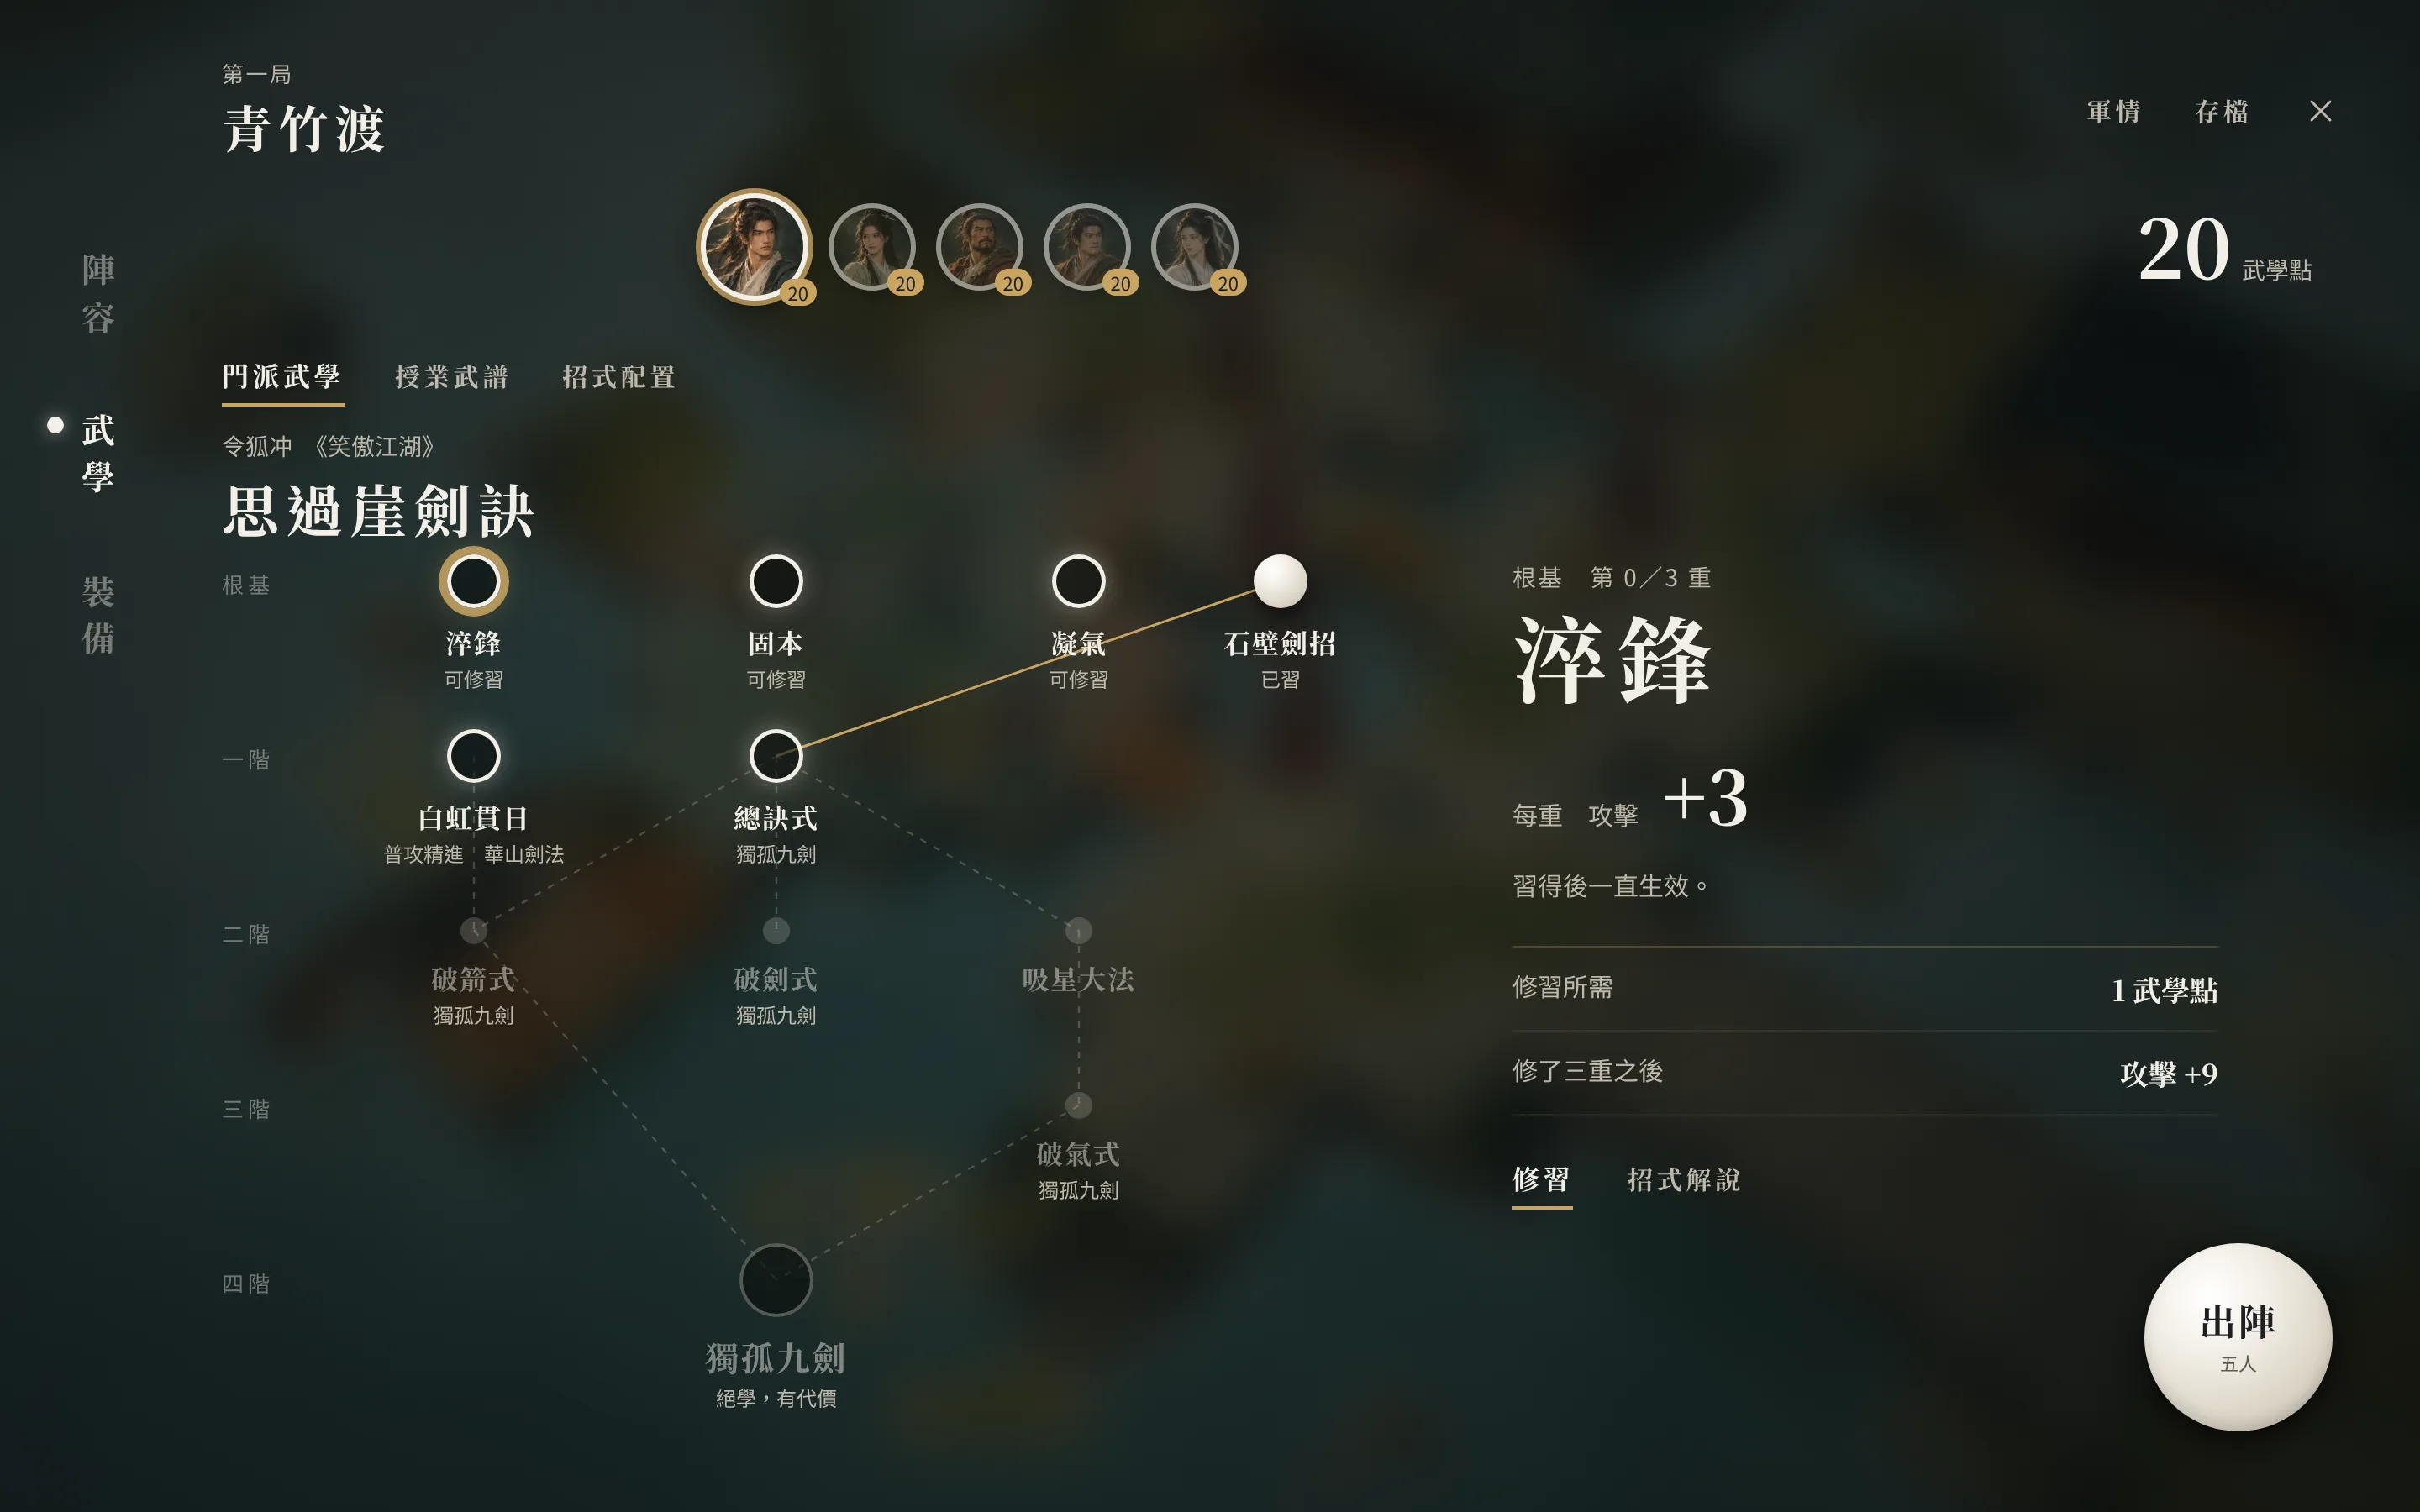 第一局
青竹渡
軍情 存檔
20 20 20 20 20
20 武學點
陣容
武學
裝備
門派武學 授業武譜 招式配置
令狐冲 《笑傲江湖》
思過崖劍訣
根基
淬鋒 固本 凝氣 石壁劍招
可修習 可修習 可修習 已習
一階
白虹貫日 總訣式
普攻精進 華山劍法 獨孤九劍
二階
破箭式 破劍式 吸星大法
獨孤九劍 獨孤九劍
三階
破氣式
獨孤九劍
四階
獨孤九劍
絕學，有代價
根基 第 0／3 重
淬鋒
每重 攻擊 +3
習得後一直生效。
修習所需 1 武學點
修了三重之後 攻擊 +9
修習 招式解說
出陣
五人